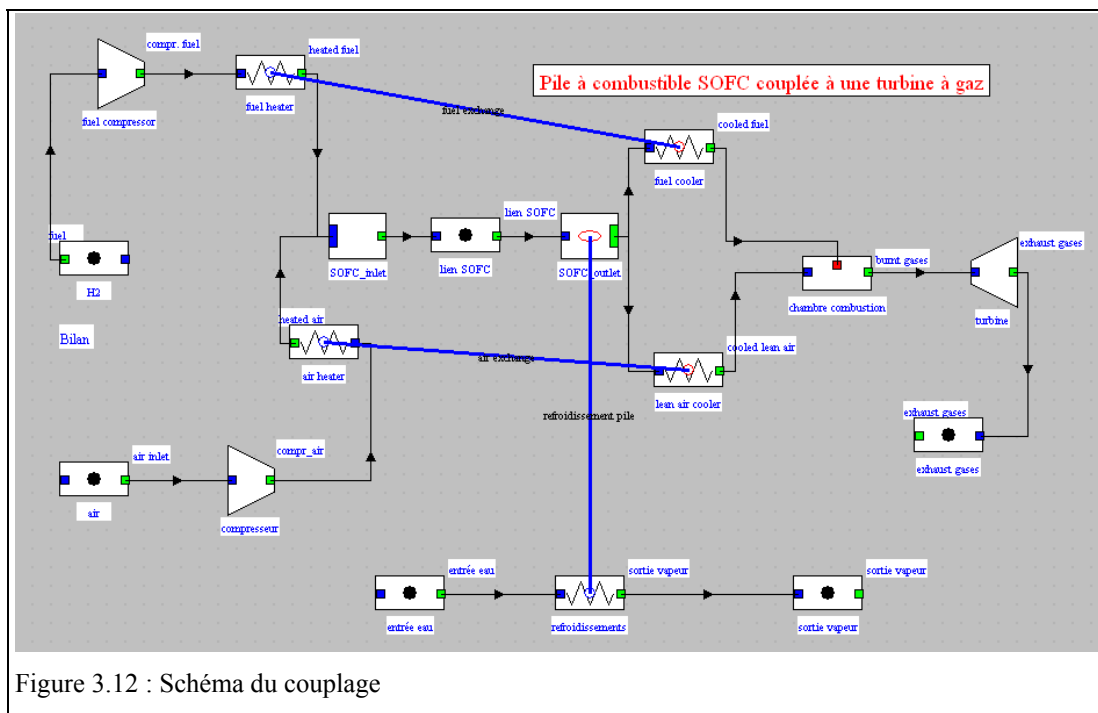 compr. fuel
heated fuel
Pile à combustible SOFC couplée à une turbine à gaz
fuel exchange
fuel heater
fuel compressor
cooled fuel
fuel cooler
lien SOFC
exhaust gases
fuel
burnt gases
SOFC_inlet
lien SOFC
SOFC_outlet
H2
chambre combustion
turbine
heated air
Bilan
cooled lean air
air exchange
air heater
lean air cooler
refroidissement pile
exhaust gases
compr_air
air inlet
exhaust gases
air
compresseur
entrée eau
sortie vapeur
sortie vapeur
entrée eau
refroidissements
sortie vapeur
Figure 3.12 : Schéma du couplage